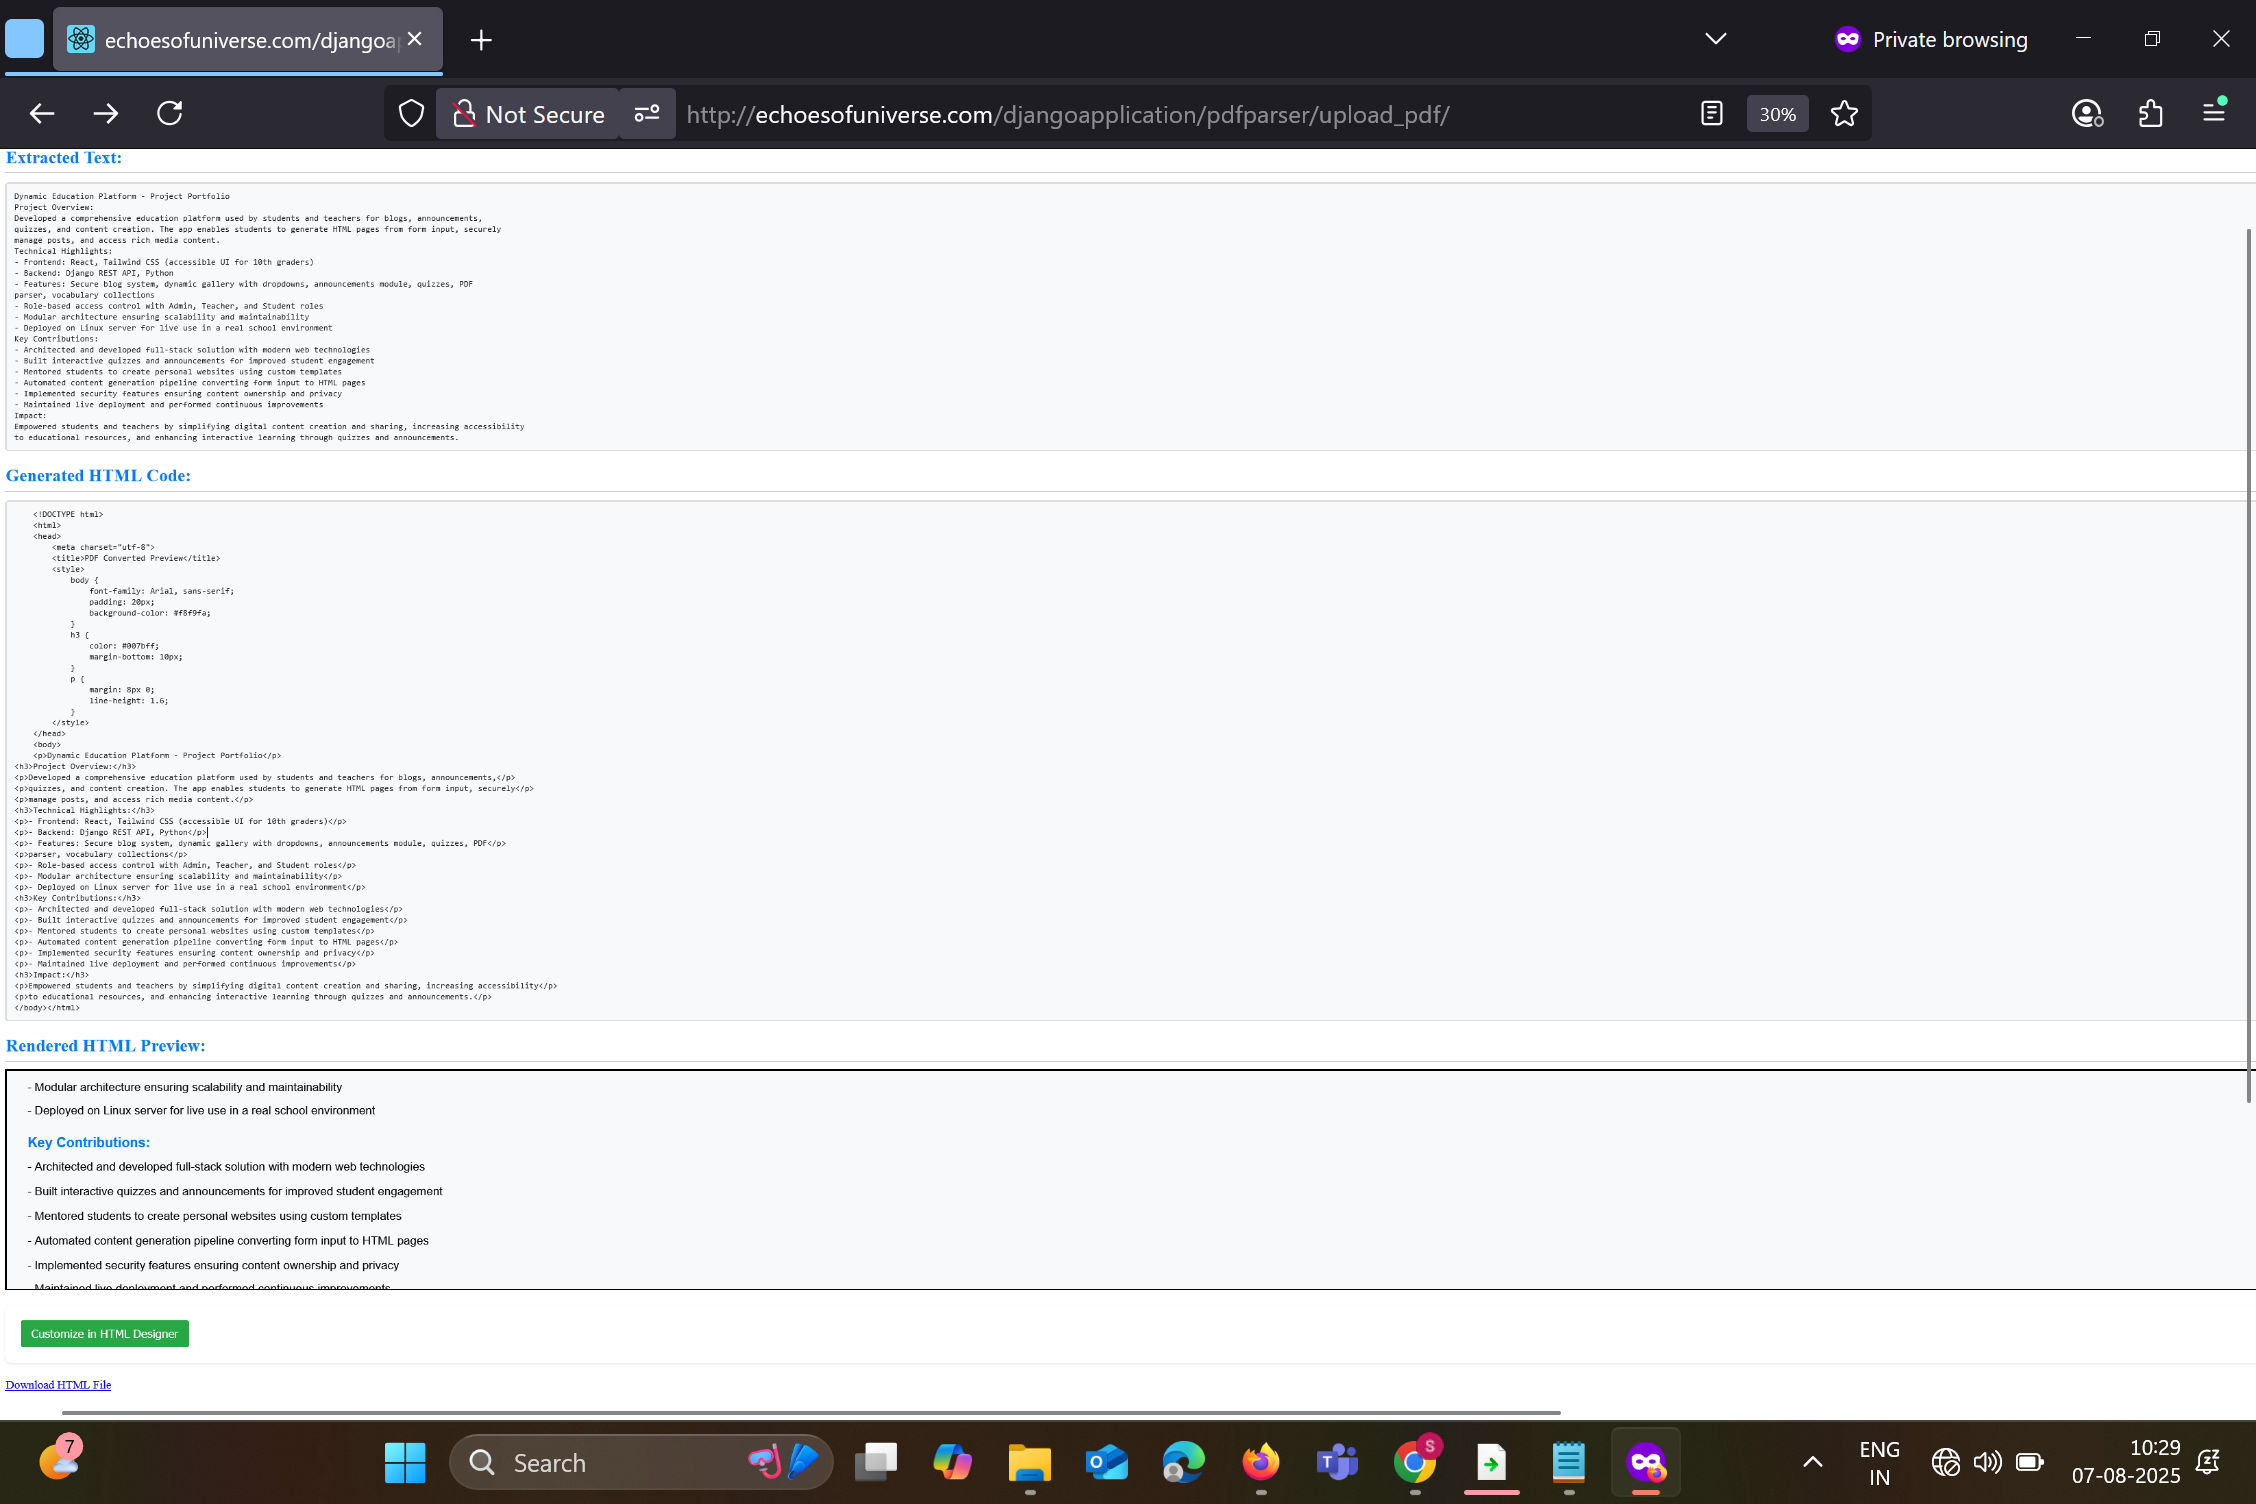 echoesofuniverse.com/djangoa
Private browsing
Not Secure
http://echoesofuniverse.com/djangoapplication/pdfparser/upload_pdf/
30%
Extracted Text:
Dynamic Education Platform - Project Portfolio
Project Overview:
Developed a comprehensive education platform used by students and teachers for blogs, announcements,
quizzes, and content creation. The app enables students to generate HTML pages from form input, securely
manage posts, and access rich media content.
Technical Highlights:
- Frontend: React, Tailwind CSS (accessible UI for 10th graders)
- Backend: Django REST API, Python
- Features: Secure blog system, dynamic gallery with dropdowns, announcements module, quizzes, PDF
parser, vocabulary collections
- Role-based access control with Admin, Teacher, and Student roles
- Modular architecture ensuring scalability and maintainability
- Deployed on Linux server for live use in a real school environment
Key Contributions:
- Architected and developed full-stack solution with modern web technologies
- Built interactive quizzes and announcements for improved student engagement
- Mentored students to create personal websites using custom templates
- Automated content generation pipeline converting form input to HTML pages
- Implemented security features ensuring content ownership and privacy
- Maintained live deployment and performed continuous improvements
Impact:
Empowered students and teachers by simplifying digital content creation and sharing, increasing accessibility
to educational resources, and enhancing interactive learning through quizzes and announcements.
Generated HTML Code:
<!DOCTYPE html>
<html>
<head>
<meta charset="utf-8">
<title>PDF Converted Preview</title>
<style>
body {
font-family: Arial, sans-serif;
padding: 20px;
background-color: #f8f9fa;
}
h3 {
color: #007bff;
margin-bottom: 10px;
}
p {
margin: 8px 0;
line-height: 1.6;
}
</style>
</head>
<body>
<p>Dynamic Education Platform - Project Portfolio</p>
<h3>Project Overview:</h3>
<p>Developed a comprehensive education platform used by students and teachers for blogs, announcements,</p>
<p>quizzes, and content creation. The app enables students to generate HTML pages from form input, securely</p>
<p>manage posts, and access rich media content.</p>
<h3>Technical Highlights:</h3>
<p>- Frontend: React, Tailwind CSS (accessible UI for 10th graders)</p>
<p>- Backend: Django REST API, Python</p>
<p>- Features: Secure blog system, dynamic gallery with dropdowns, announcements module, quizzes, PDF</p>
<p>parser, vocabulary collections</p>
<p>- Role-based access control with Admin, Teacher, and Student roles</p>
<p>- Modular architecture ensuring scalability and maintainability</p>
<p>- Deployed on Linux server for live use in a real school environment</p>
<h3>Key Contributions:</h3>
<p>- Architected and developed full-stack solution with modern web technologies</p>
<p>- Built interactive quizzes and announcements for improved student engagement</p>
<p>- Mentored students to create personal websites using custom templates</p>
<p>- Automated content generation pipeline converting form input to HTML pages</p>
<p>- Implemented security features ensuring content ownership and privacy</p>
<p>- Maintained live deployment and performed continuous improvements</p>
<h3>Impact:</h3>
<p>Empowered students and teachers by simplifying digital content creation and sharing, increasing accessibility</p>
<p>to educational resources, and enhancing interactive learning through quizzes and announcements.</p>
</body></html>
Rendered HTML Preview:
- Modular architecture ensuring scalability and maintainability
- Deployed on Linux server for live use in a real school environment
Key Contributions:
- Architected and developed full-stack solution with modern web technologies
- Built interactive quizzes and announcements for improved student engagement
- Mentored students to create personal websites using custom templates
- Automated content generation pipeline converting form input to HTML pages
- Implemented security features ensuring content ownership and privacy
- Maintained live deployment and performed continuous improvements
Customize in HTML Designer
Download HTML File
7
Search
S
ENG
IN
10:29
07-08-2025